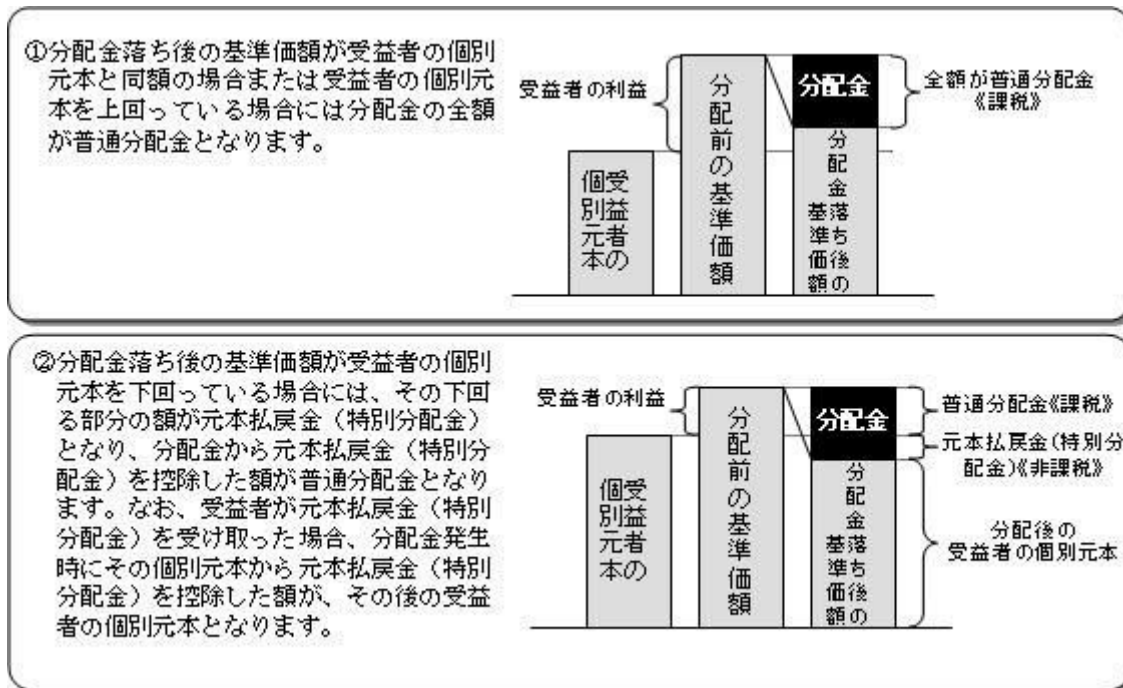 ①分配金落ち後の基準価額が受益者の個別
元本と同額の場合または受益者の個別元
本を上回っている場合には分配金の全額
が普通分配金となります。
受益者の利益
受益者の
個別元本
分配前の基準価額
分配金
分配金落ち後の
基準価額
全額が普通分配金
《課税》
②分配金落ち後の基準価額が受益者の個別
元本を下回っている場合には、その下回
る部分の額が元本払戻金（特別分配金）
となり、分配金から元本払戻金（特別分
配金）を控除した額が普通分配金となり
ます。なお、受益者が元本払戻金（特別
分配金）を受け取った場合、分配金発生
時にその個別元本から元本払戻金（特別
分配金）を控除した額が、その後の受益
者の個別元本となります。
受益者の利益
受益者の
個別元本
分配前の基準価額
分配金
分配金落ち後の
基準価額
普通分配金《課税》
元本払戻金(特別分
配金)《非課税》
分配後の
受益者の個別元本